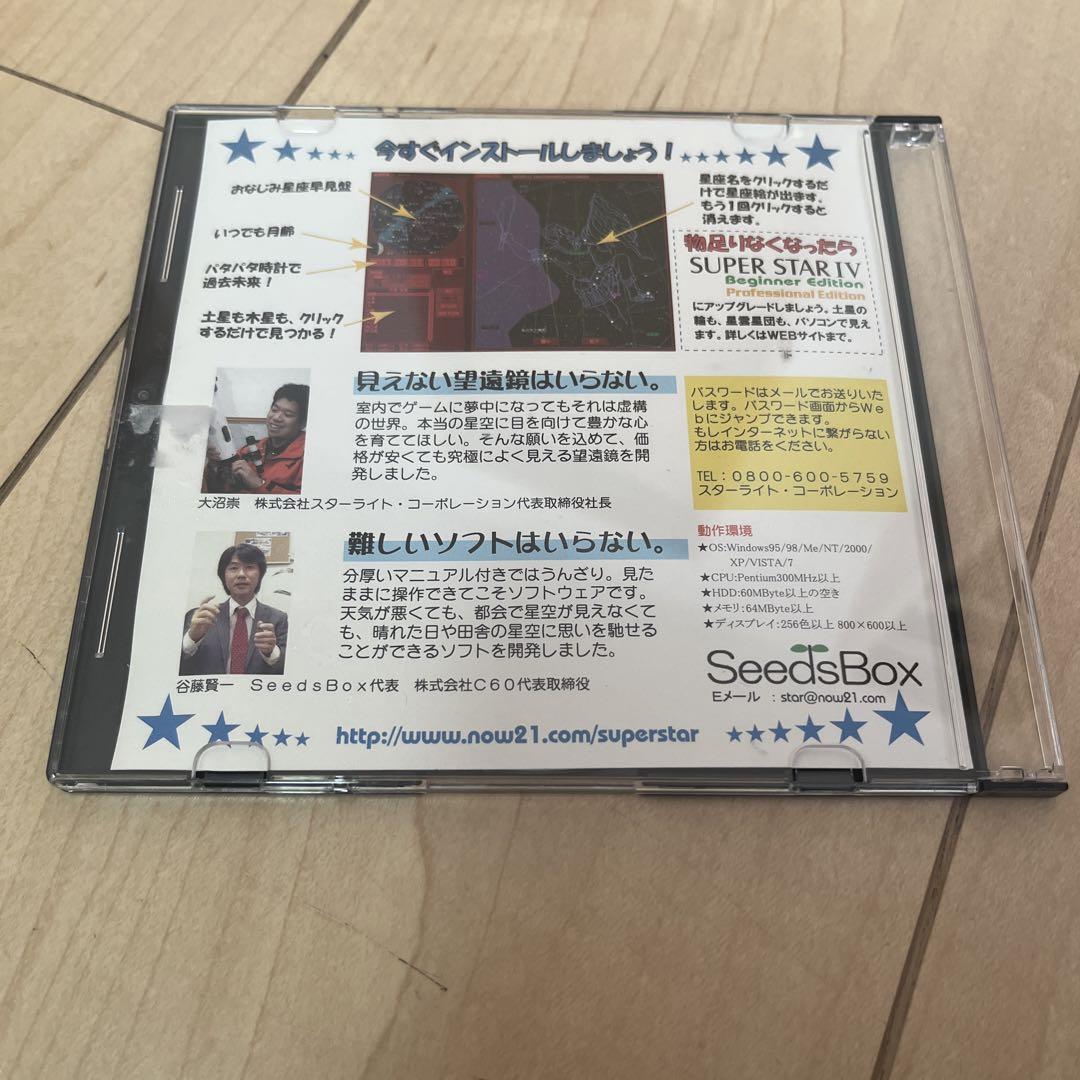 今すぐインストールしましょう！
おなじみ星座早見盤
いつでも月齢
パタパタ時計で
過去未来！
土星も木星も、クリック
するだけで見つかる！
星座名をクリックするだ
けで星座絵が出ます。
もう1回クリックすると
消えます。
物足りなくなったら
SUPER STAR IV
Beginner Edition
Professional Edition
にアップグレードしましょう。土星の
輪も、星雲星団も、パソコンで見え
ます。詳しくはWEBサイトまで。
見えない望遠鏡はいらない。
室内でゲームに夢中になってもそれは虚構
の世界。本当の星空に目を向けて豊かな心
を育ててほしい。そんな願いを込めて、価
格が安くても究極によく見える望遠鏡を開
発しました。
大沼崇　株式会社スターライト・コーポレーション代表取締役社長
パスワードはメールでお送りいた
します。パスワード画面からＷｅ
ｂにジャンプできます。
もしインターネットに繋がらない
方はお電話をください。
TEL：０８００-６００-５７５９
スターライト・コーポレーション
難しいソフトはいらない。
分厚いマニュアル付きではうんざり。見た
ままに操作できてこそソフトウェアです。
天気が悪くても、都会で星空が見えなくて
も、晴れた日や田舎の星空に思いを馳せる
ことができるソフトを開発しました。
谷藤賢一　ＳｅｅｄｓＢｏｘ代表　株式会社Ｃ６０代表取締役
動作環境
★OS:Windows95/98/Me/NT/2000/
XP/VISTA/7
★CPU:Pentium300MHz以上
★HDD:60MByte以上の空き
★メモリ:64MByte以上
★ディスプレイ:256色以上 800×600以上
SeedsBox
Eメール ：star@now21.com
http://www.now21.com/superstar